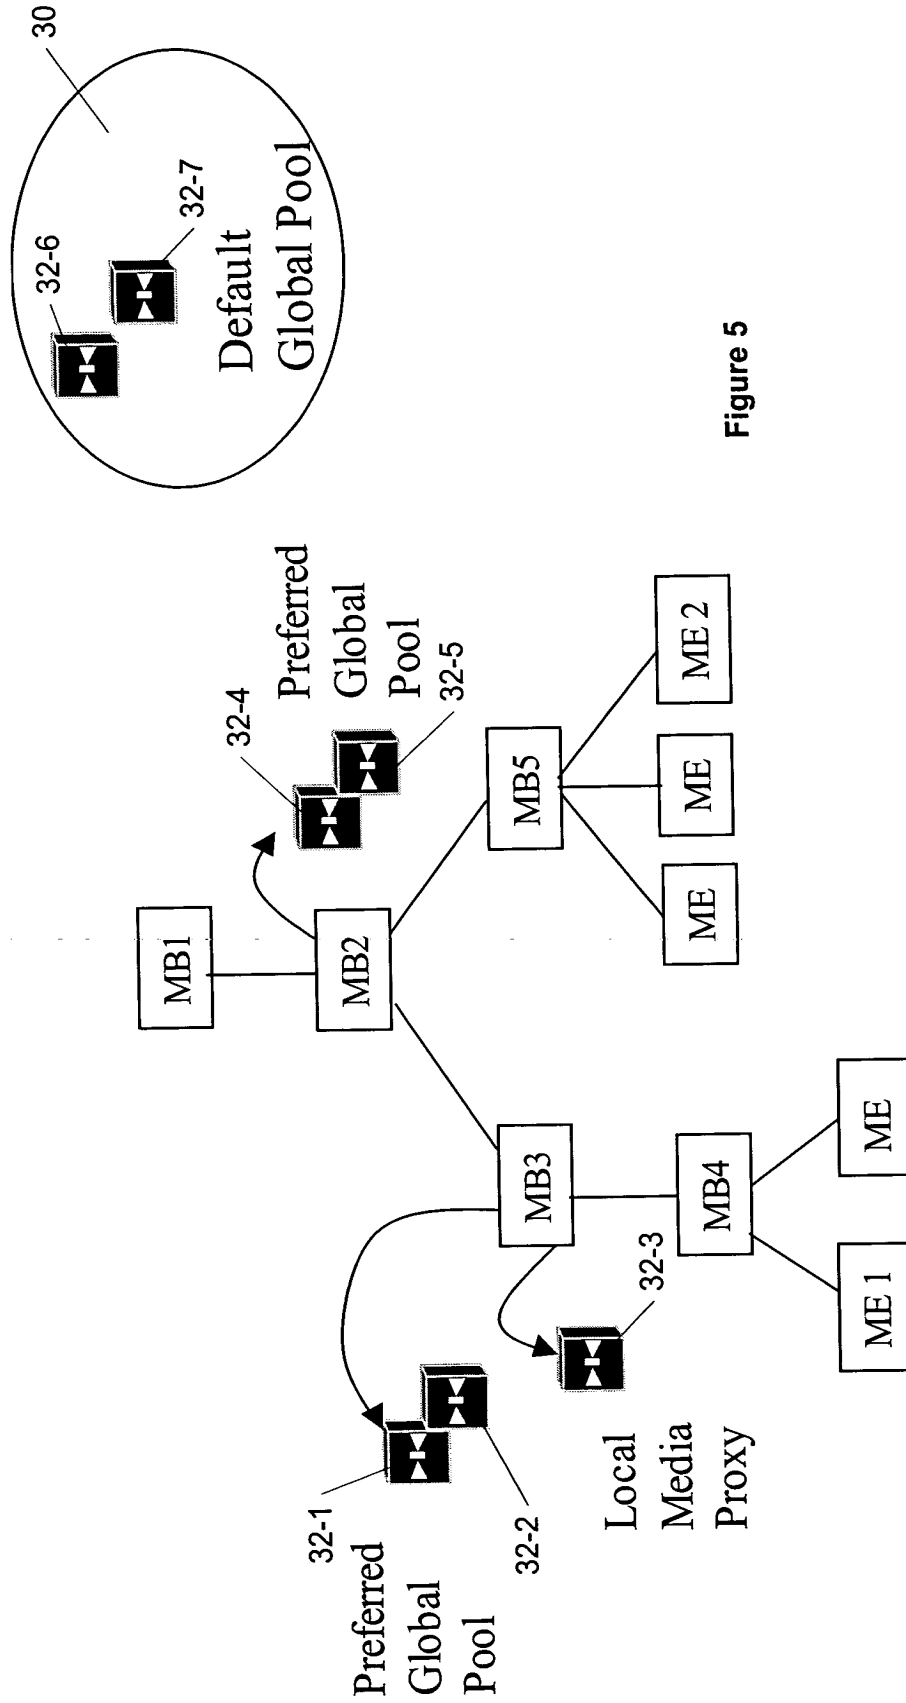 30
32-6
32-7
Default
Global Pool
MB1
32-4
Preferred
Global
Pool
32-5
MB2
32-1
Preferred
Global
Pool
32-2
MB3
MB5
Local
Media
Proxy
32-3
MB4
ME
ME
ME 2
ME 1
ME
Figure 5